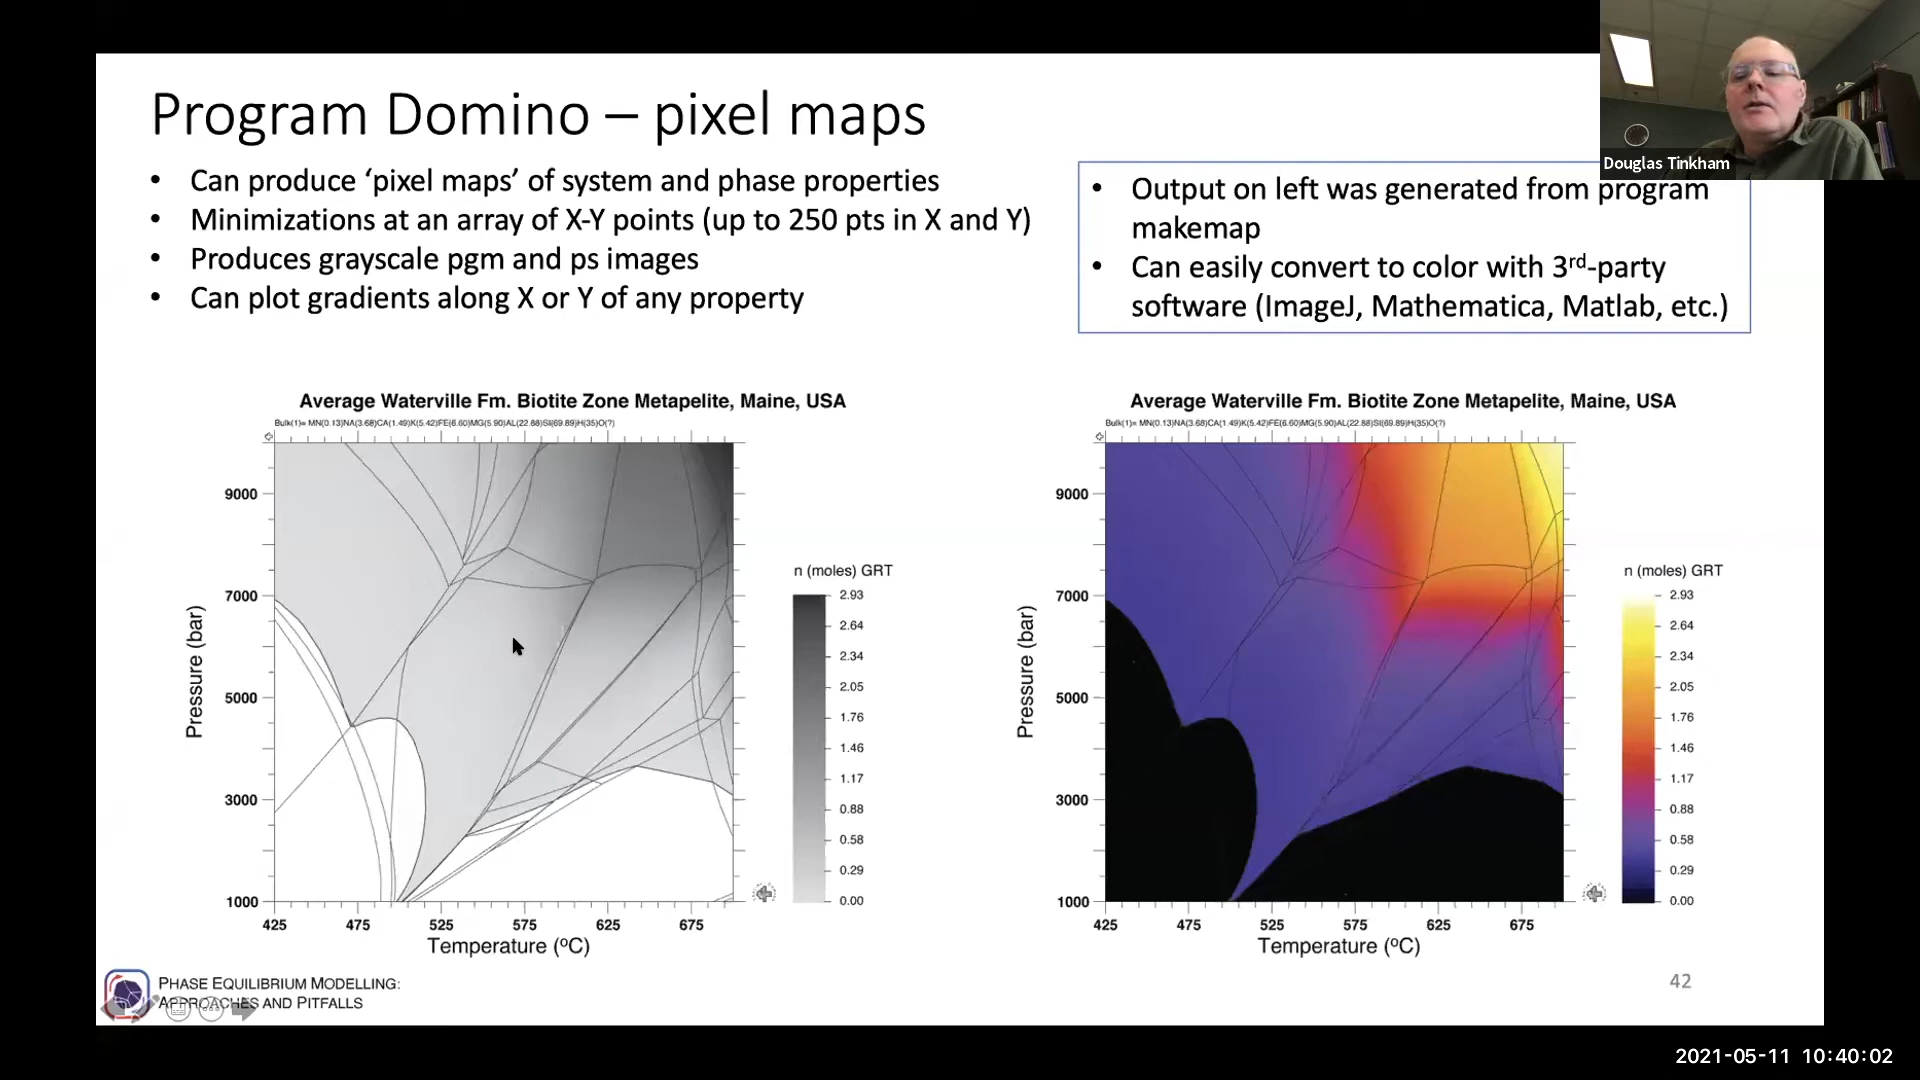 Program Domino – pixel maps
• Can produce ‘pixel maps’ of system and phase properties
• Minimizations at an array of X-Y points (up to 250 pts in X and Y)
• Produces grayscale pgm and ps images
• Can plot gradients along X or Y of any property
• Output on left was generated from program
makemap
• Can easily convert to color with 3rd-party
software (ImageJ, Mathematica, Matlab, etc.)
Douglas Tinkham
Average Waterville Fm. Biotite Zone Metapelite, Maine, USA
Bulk(1)= MN(0.13)NA(3.68)CA(1.49)K(5.42)FE(6.60)MG(5.90)AL(22.88)SI(69.89)H(35)O(?)
9000
7000
5000
3000
1000
Pressure (bar)
425 475 525 575 625 675
Temperature (ºC)
n (moles) GRT
2.93
2.64
2.34
2.05
1.76
1.46
1.17
0.88
0.58
0.29
0.00
Average Waterville Fm. Biotite Zone Metapelite, Maine, USA
Bulk(1)= MN(0.13)NA(3.68)CA(1.49)K(5.42)FE(6.60)MG(5.90)AL(22.88)SI(69.89)H(35)O(?)
9000
7000
5000
3000
1000
Pressure (bar)
425 475 525 575 625 675
Temperature (ºC)
n (moles) GRT
2.93
2.64
2.34
2.05
1.76
1.46
1.17
0.88
0.58
0.29
0.00
PHASE EQUILIBRIUM MODELLING:
APPROACHES AND PITFALLS
42
2021-05-11 10:40:02